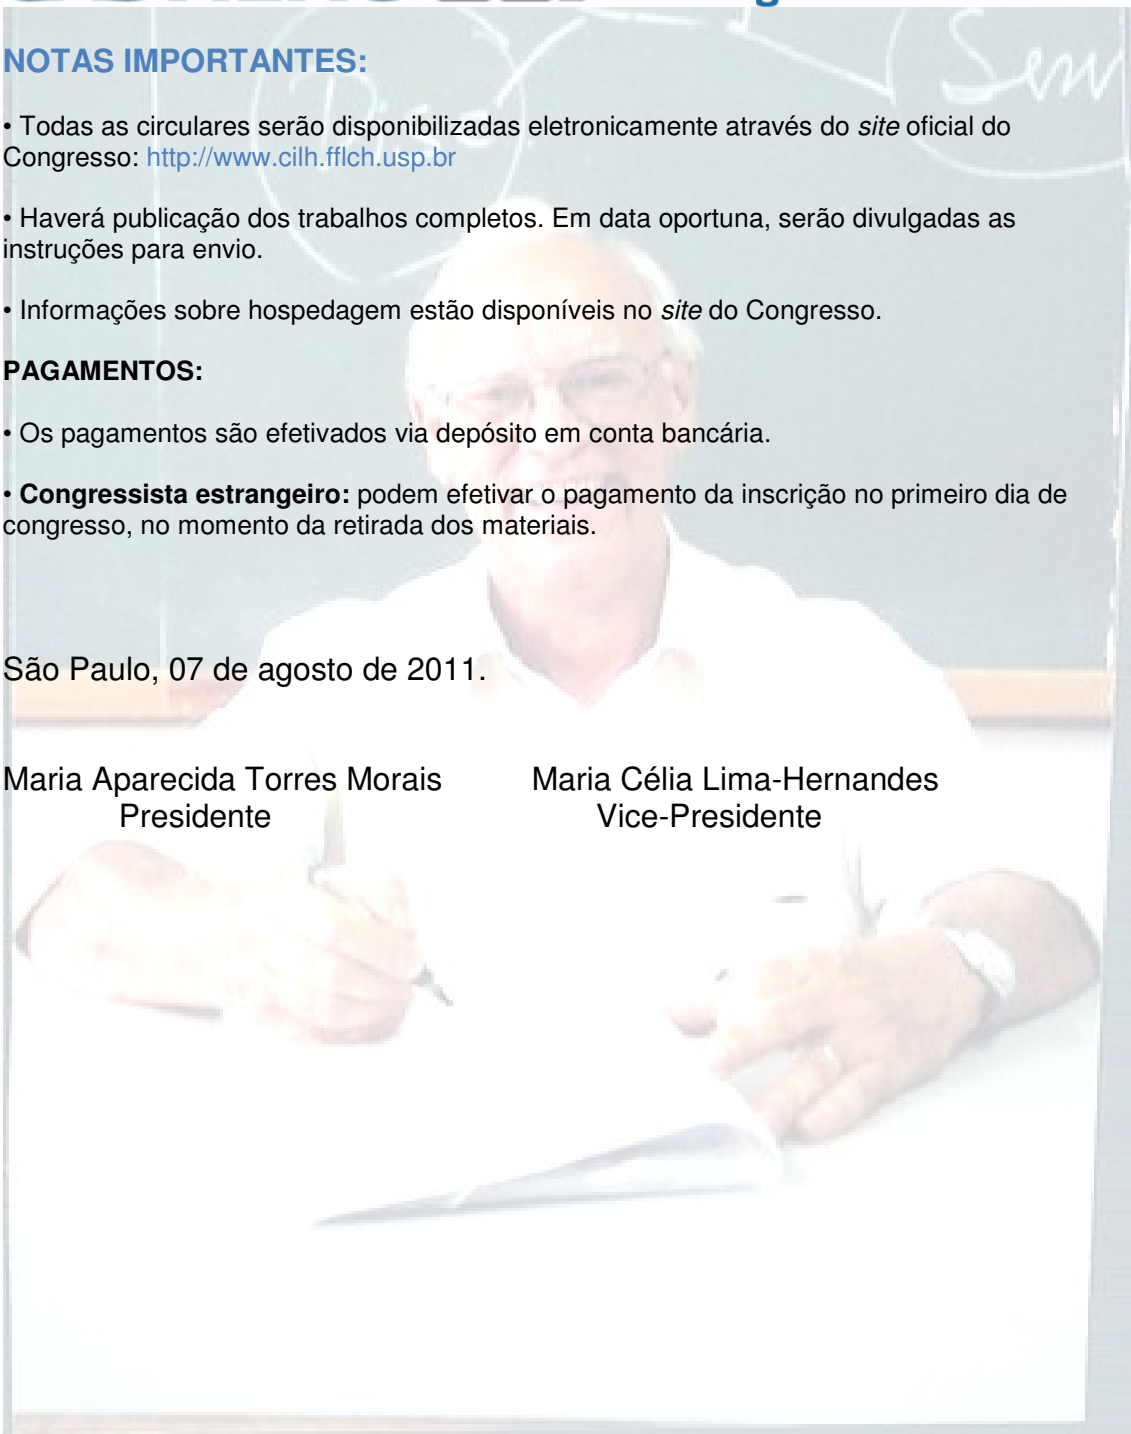 NOTAS IMPORTANTES:
• Todas as circulares serão disponibilizadas eletronicamente através do site oficial do
Congresso: http://www.cilh.fflch.usp.br
• Haverá publicação dos trabalhos completos. Em data oportuna, serão divulgadas as
instruções para envio.
• Informações sobre hospedagem estão disponíveis no site do Congresso.
PAGAMENTOS:
• Os pagamentos são efetivados via depósito em conta bancária.
• Congressista estrangeiro: podem efetivar o pagamento da inscrição no primeiro dia de
congresso, no momento da retirada dos materiais.
São Paulo, 07 de agosto de 2011.
Maria Aparecida Torres Morais Maria Célia Lima-Hernandes
Presidente Vice-Presidente